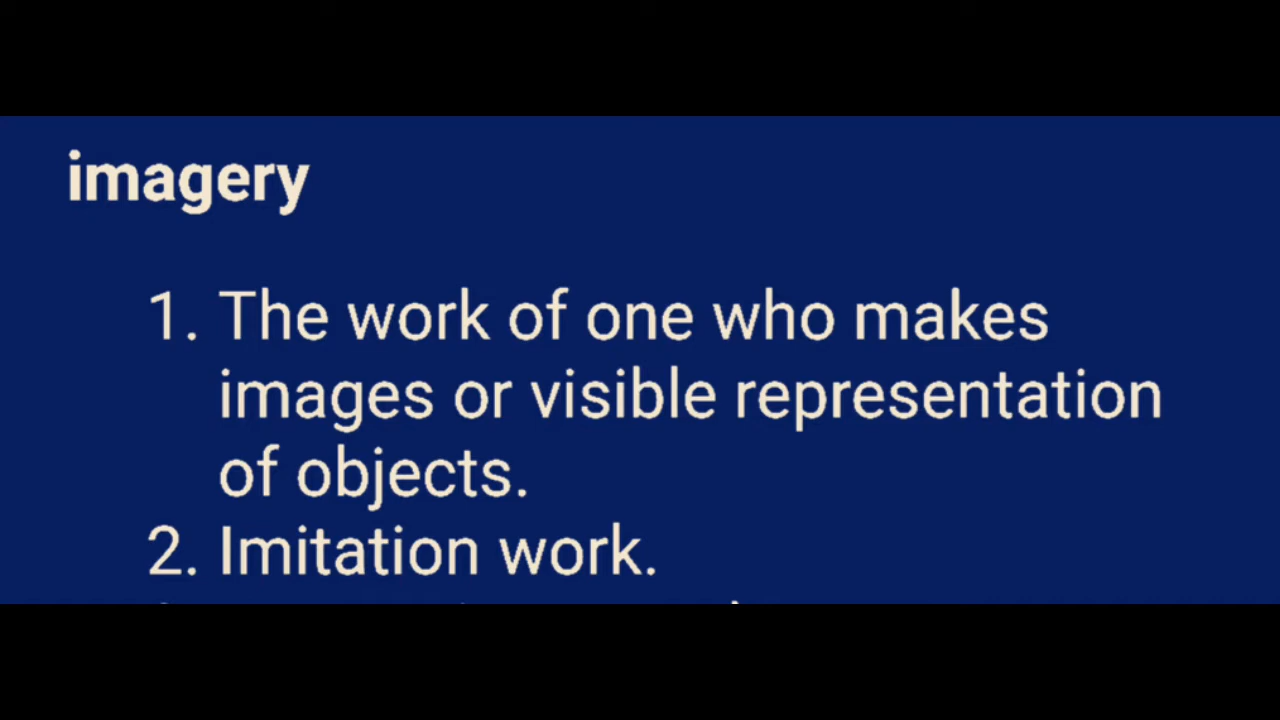 imagery
1. The work of one who makes
images or visible representation
of objects.
2. Imitation work.